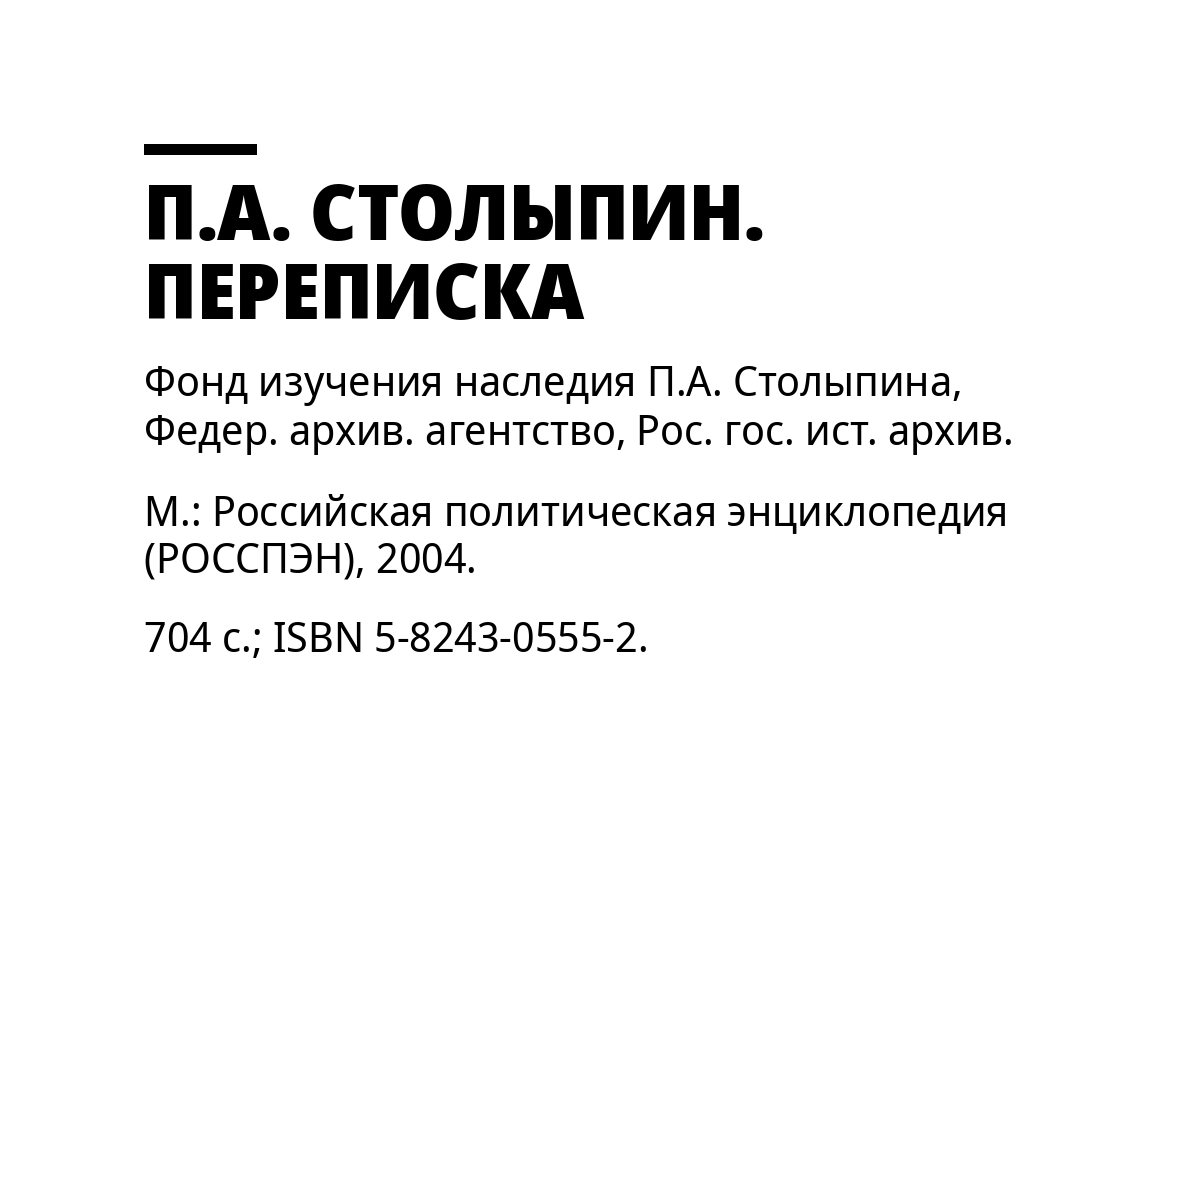 П.А. СТОЛЫПИН.
ПЕРЕПИСКА
Фонд изучения наследия П.А. Столыпина,
Федер. архив. агентство, Рос. гос. ист. архив.
М.: Российская политическая энциклопедия
(РОССПЭН), 2004.
704 с.; ISBN 5-8243-0555-2.